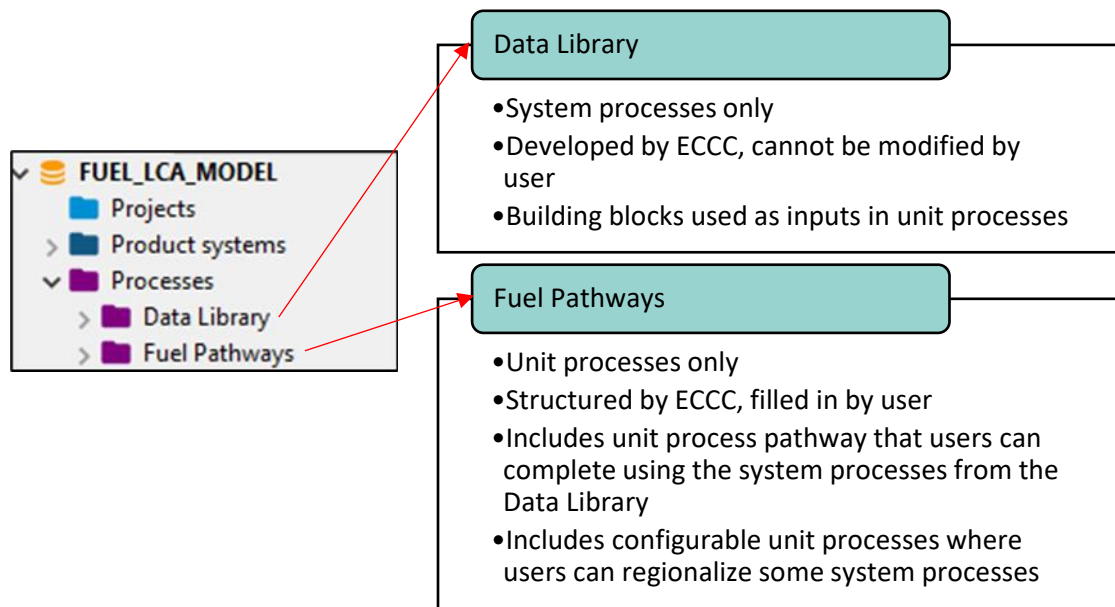 FUEL_LCA_MODEL
Projects
Product systems
Processes
Data Library
Fuel Pathways
Data Library
•System processes only
•Developed by ECCC, cannot be modified by
user
•Building blocks used as inputs in unit processes
Fuel Pathways
•Unit processes only
•Structured by ECCC, filled in by user
•Includes unit process pathway that users can
complete using the system processes from the
Data Library
•Includes configurable unit processes where
users can regionalize some system processes